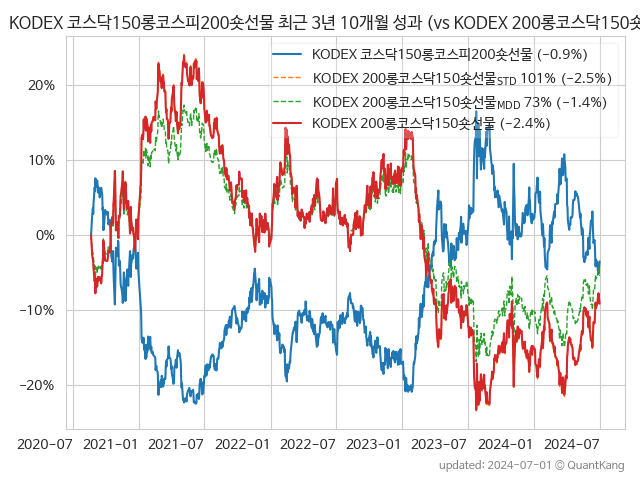 KODEX 코스닥150롱코스피200숏선물 최근 3년 10개월 성과 (vs KODEX 200롱코스닥150숏
KODEX 코스닥150롱코스피200숏선물 (−0.9%)
KODEX 200롱코스닥150숏선물STD 101% (−2.5%)
KODEX 200롱코스닥150숏선물MDD 73% (−1.4%)
KODEX 200롱코스닥150숏선물 (−2.4%)
20%
10%
0%
−10%
−20%
2020-07 2021-01 2021-07 2022-01 2022-07 2023-01 2023-07 2024-01 2024-07
updated: 2024-07-01 © QuantKang